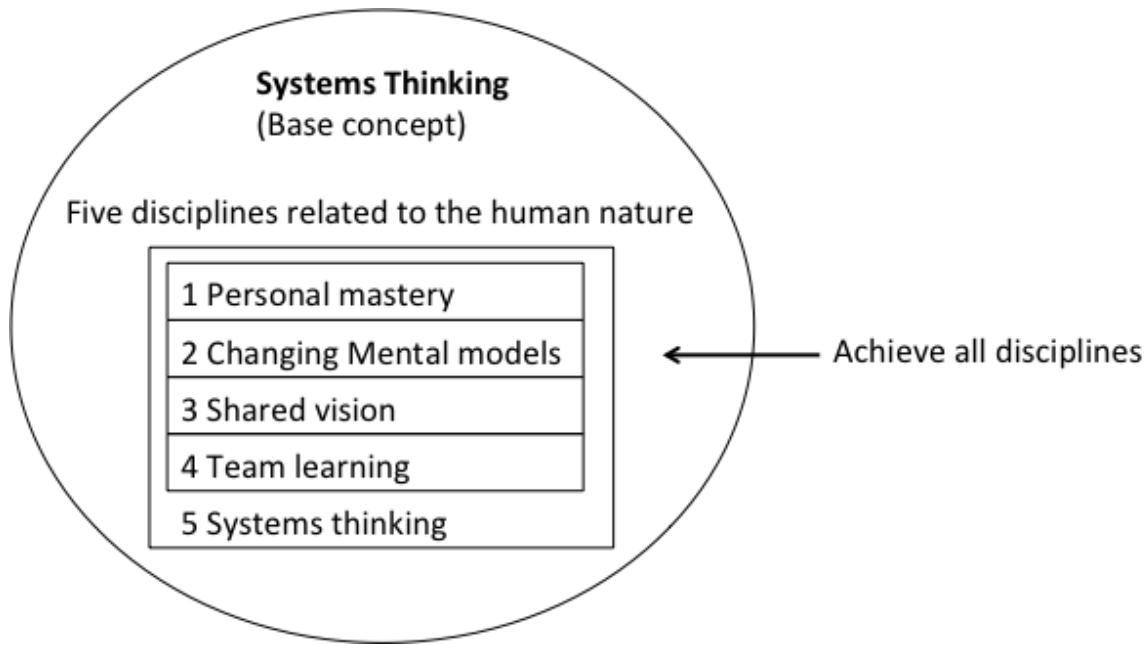 Systems Thinking
(Base concept)
Five disciplines related to the human nature
1 Personal mastery
2 Changing Mental models
3 Shared vision
4 Team learning
5 Systems thinking
Achieve all disciplines